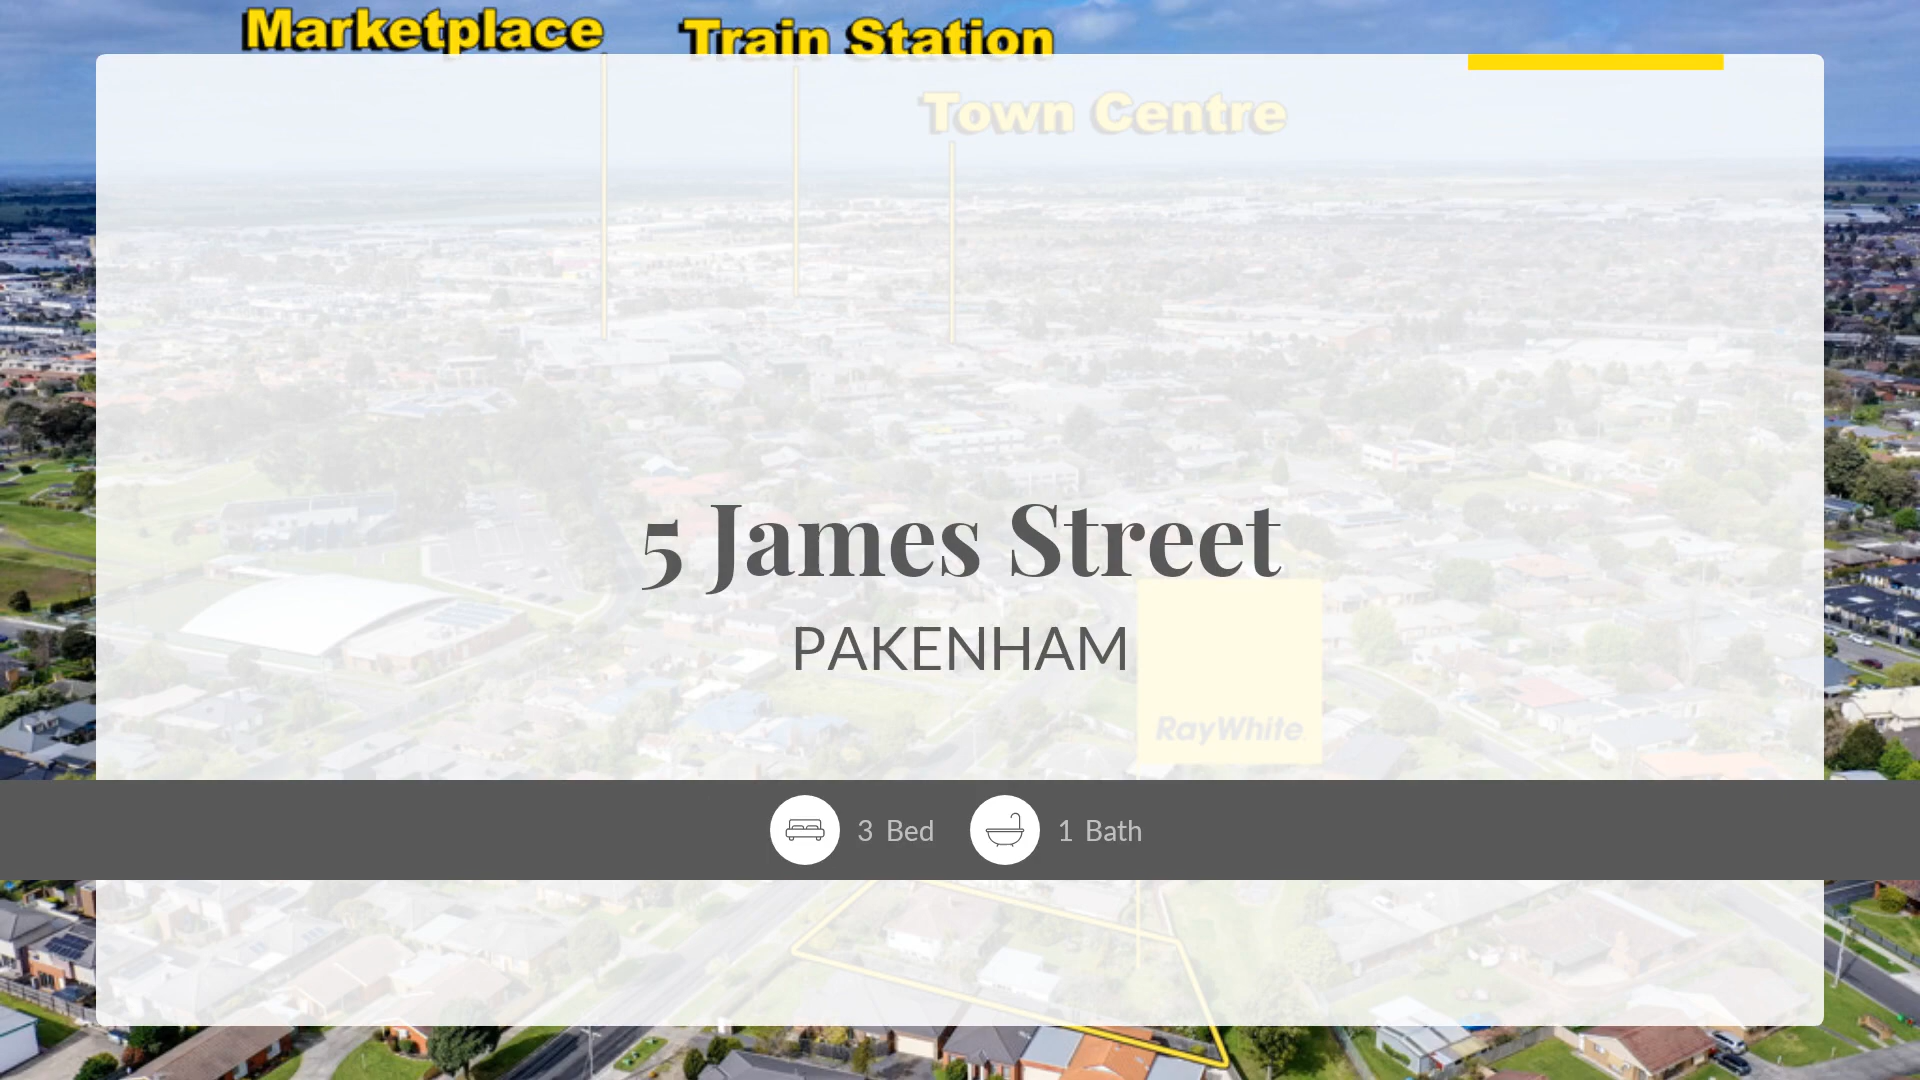 Marketplace
Train Station
Town Centre
5 James Street
PAKENHAM
RayWhite
3 Bed
1 Bath